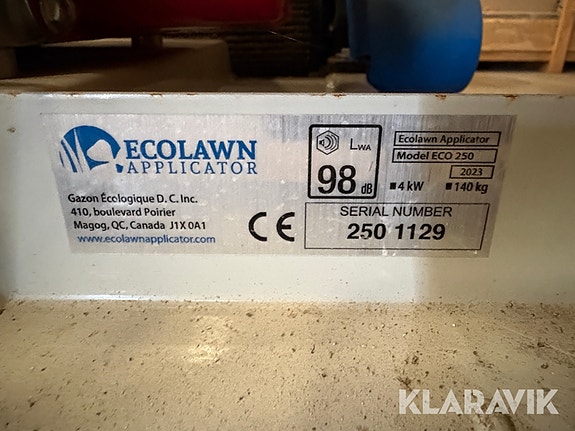 ECOLAWN
APPLICATOR
Gazon Écologique D. C. Inc.
410, boulevard Poirier
Magog, QC, Canada J1X 0A1
www.ecolawnapplicator.com
CE
LWA
98 dB
Ecolawn Applicator
Model ECO 250
2023
4 kW 140 kg
SERIAL NUMBER
250 1129
KLARAVIK